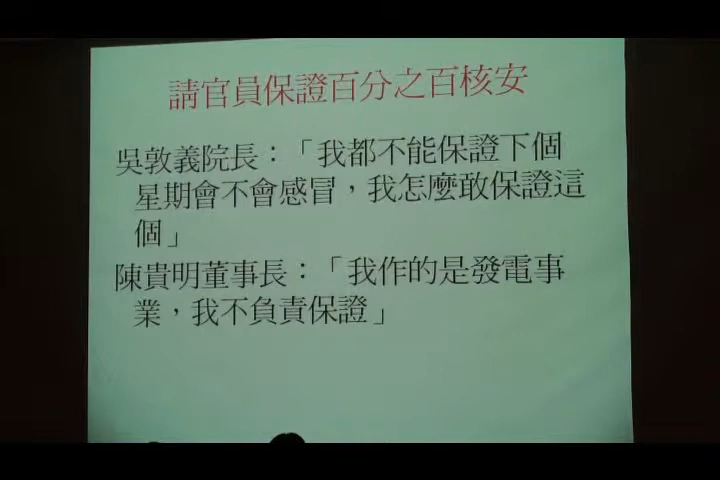 請官員保證百分之百核安
吳敦義院長：「我都不能保證下個
星期會不會感冒，我怎麼敢保證這
個」
陳貴明董事長：「我作的是發電事
業，我不負責保證」